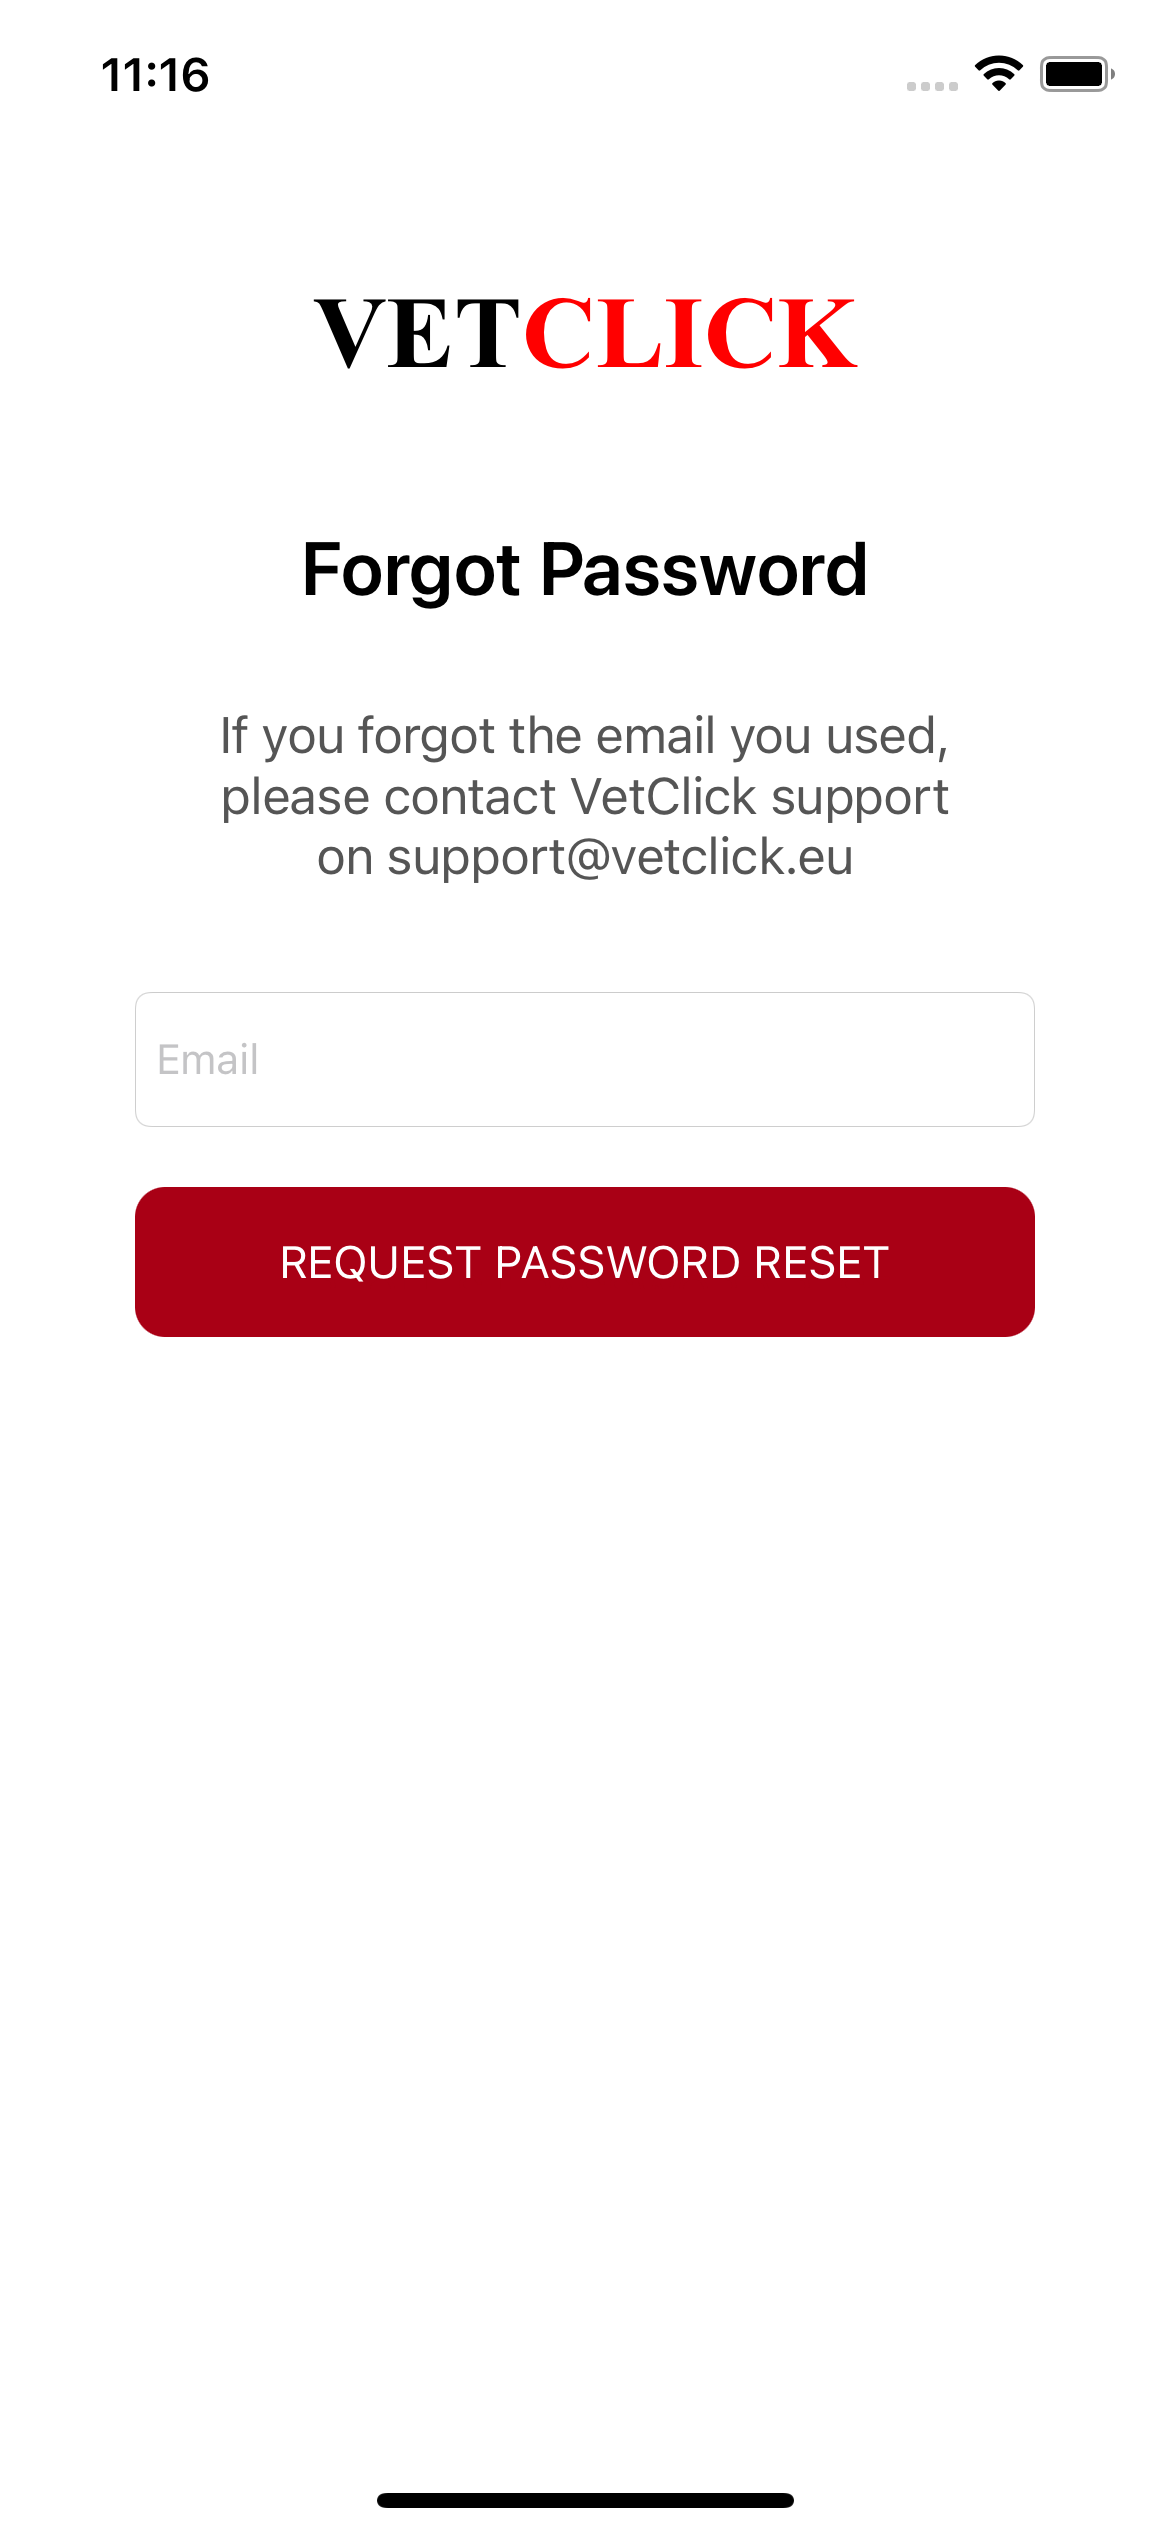 11:16
VETCLICK
Forgot Password
If you forgot the email you used,
please contact VetClick support
on support@vetclick.eu
Email
REQUEST PASSWORD RESET